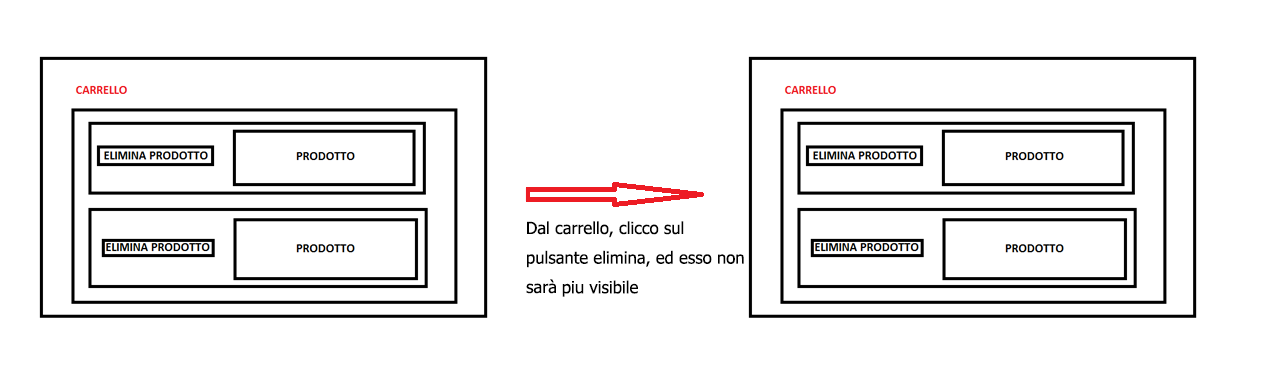 CARRELLO
ELIMINA PRODOTTO
PRODOTTO
ELIMINA PRODOTTO
PRODOTTO
Dal carrello, clicco sul
pulsante elimina, ed esso non
sarà piu visibile
CARRELLO
ELIMINA PRODOTTO
PRODOTTO
ELIMINA PRODOTTO
PRODOTTO